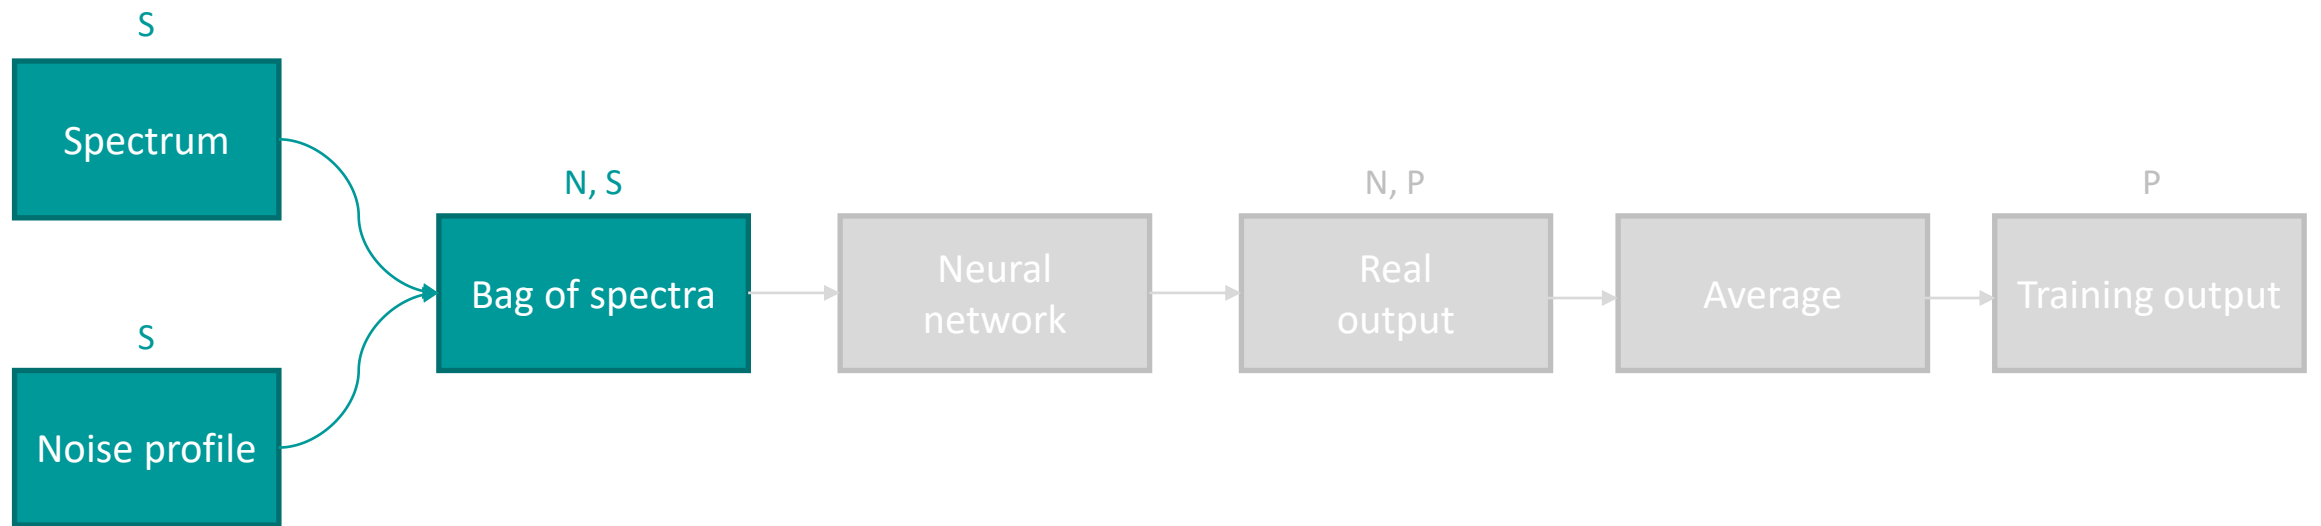 S
Spectrum
S
Noise profile
N, S
Bag of spectra
Neural
network
N, P
Real
output
Average
P
Training output